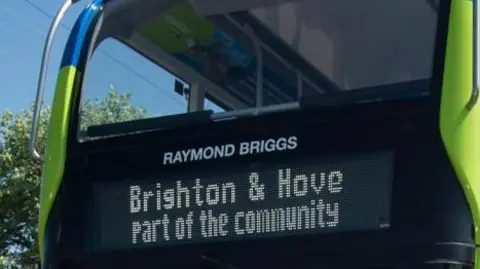 RAYMOND BRIGGS
Brighton & Hove
part of the community